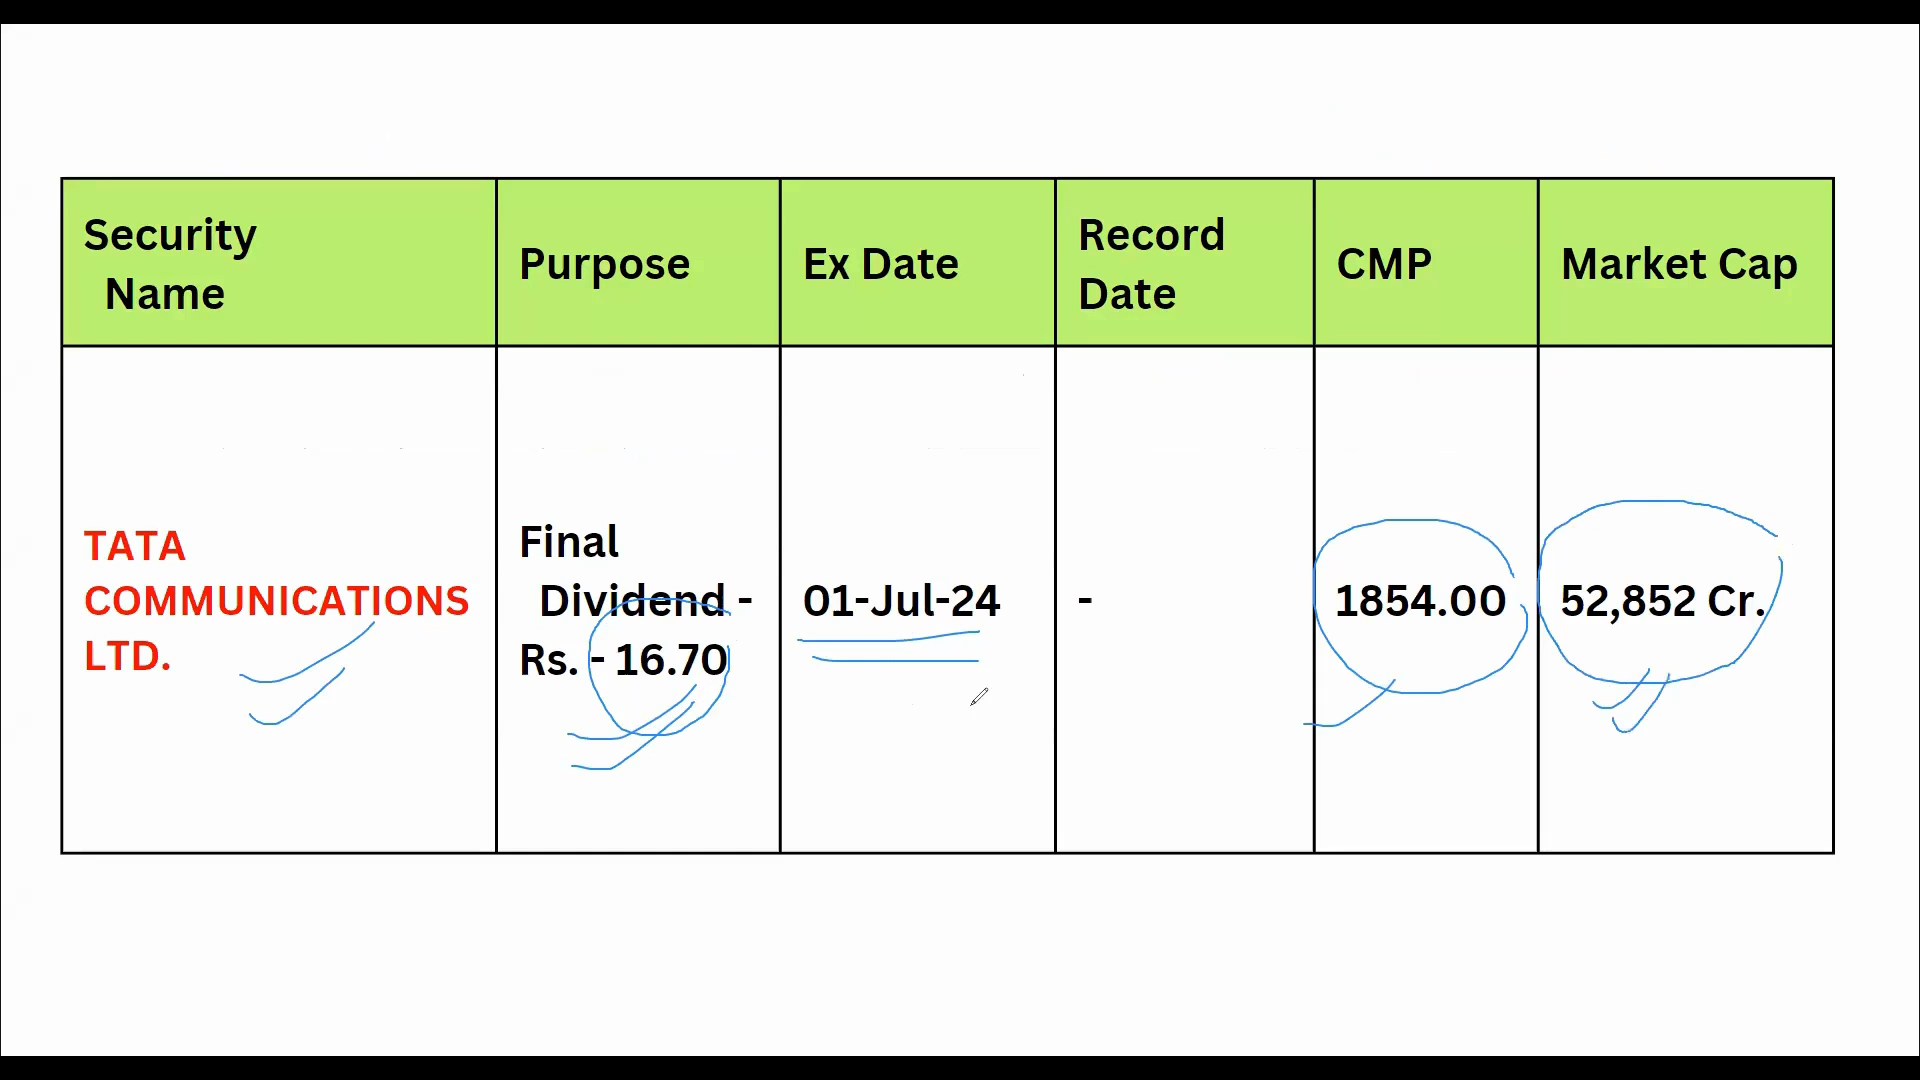 Security
Name
Purpose
Ex Date
Record
Date
CMP
Market Cap
TATA
COMMUNICATIONS
LTD.
Final
Dividend -
Rs. - 16.70
01-Jul-24
-
1854.00
52,852 Cr.